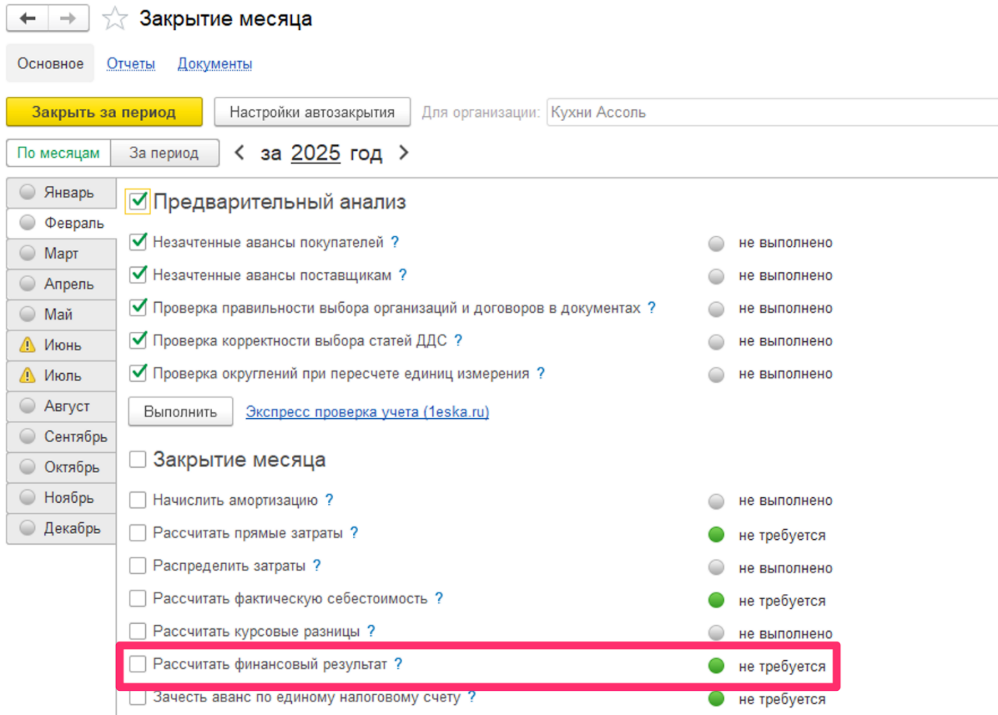 Закрытие месяца
Основное Отчеты Документы
Закрыть за период Настройки автозакрытия Для организации: Кухни Ассоль
По месяцам За период < за 2025 год >
Январь
Февраль
Март
Апрель
Май
Июнь
Июль
Август
Сентябрь
Октябрь
Ноябрь
Декабрь
Предварительный анализ
Незачтенные авансы покупателей ? не выполнено
Незачтенные авансы поставщикам ? не выполнено
Проверка правильности выбора организаций и договоров в документах ? не выполнено
Проверка корректности выбора статей ДДС ? не выполнено
Проверка округлений при пересчете единиц измерения ? не выполнено
Выполнить Экспресс проверка учета (1eska.ru)
Закрытие месяца
Начислить амортизацию ? не выполнено
Рассчитать прямые затраты ? не требуется
Распределить затраты ? не выполнено
Рассчитать фактическую себестоимость ? не требуется
Рассчитать курсовые разницы ? не выполнено
Рассчитать финансовый результат ? не требуется
Зачесть аванс по единому налоговому счету ? не требуется